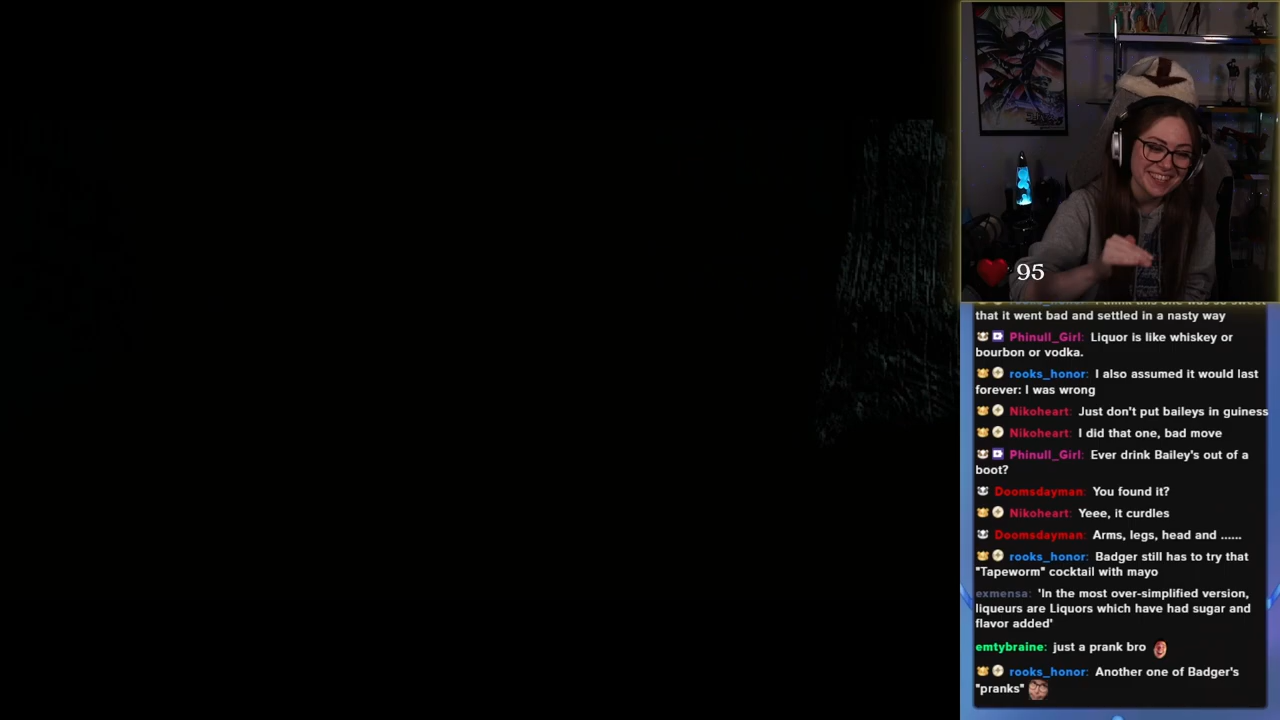 95
that it went bad and settled in a nasty way
Phinull_Girl: Liquor is like whiskey or
bourbon or vodka.
rooks_honor: I also assumed it would last
forever: I was wrong
Nikoheart: Just don't put baileys in guiness
Nikoheart: I did that one, bad move
Phinull_Girl: Ever drink Bailey's out of a
boot?
Doomsdayman: You found it?
Nikoheart: Yeee, it curdles
Doomsdayman: Arms, legs, head and ......
rooks_honor: Badger still has to try that
"Tapeworm" cocktail with mayo
exmensa: 'In the most over-simplified version,
liqueurs are Liquors which have had sugar and
flavor added'
emtybraine: just a prank bro
rooks_honor: Another one of Badger's
"pranks"